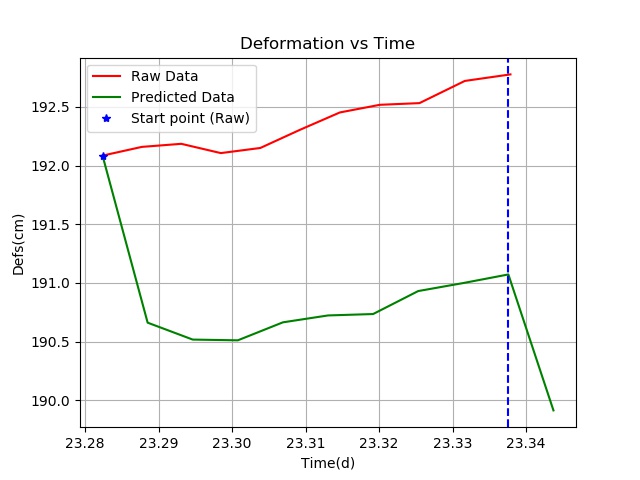 Deformation vs Time
Raw Data
Predicted Data
Start point (Raw)
192.5
192.0
191.5
191.0
190.5
190.0
Defs(cm)
23.28 23.29 23.30 23.31 23.32 23.33 23.34
Time(d)